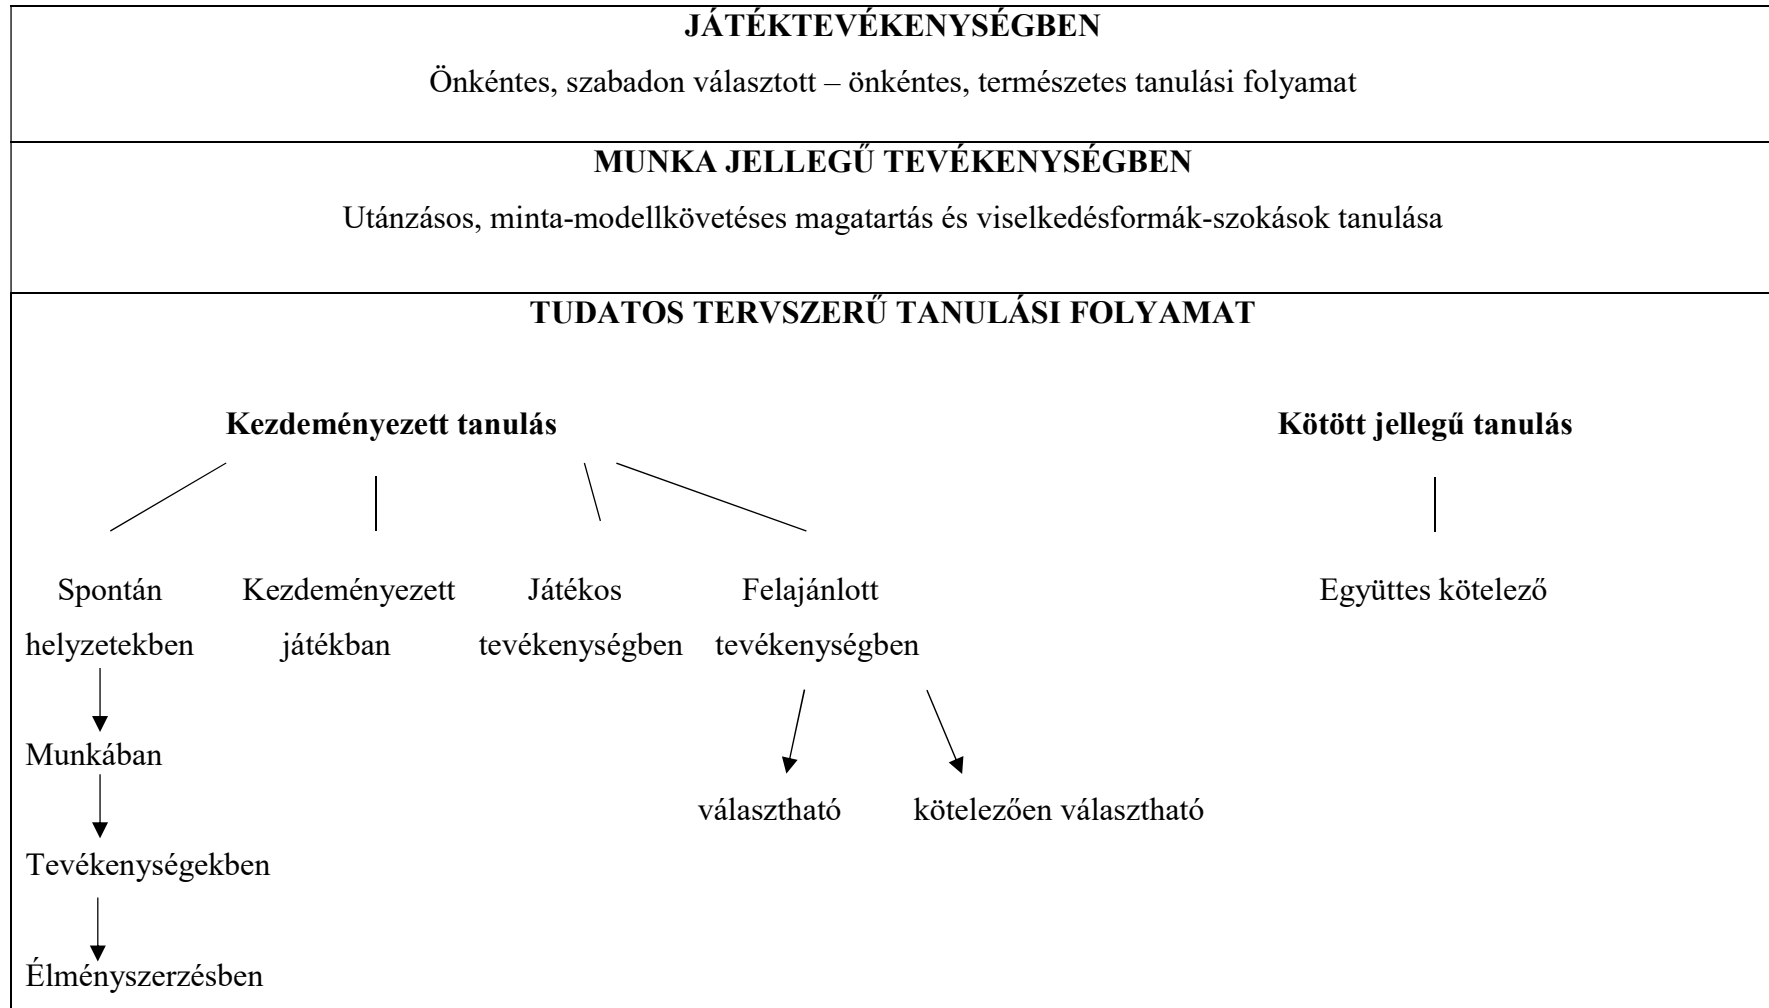 JÁTÉKTEVÉKENYSÉGBEN
Önkéntes, szabadon választott – önkéntes, természetes tanulási folyamat
MUNKA JELLEGŰ TEVÉKENYSÉGBEN
Utánzásos, minta-modellkövetéses magatartás és viselkedésformák-szokások tanulása
TUDATOS TERVSZERŰ TANULÁSI FOLYAMAT
Kezdeményezett tanulás
Kötött jellegű tanulás
Spontán
helyzetekben
Kezdeményezett
játékban
Játékos
tevékenységben
Felajánlott
tevékenységben
Együttes kötelező
Munkában
választható
kötelezően választható
Tevékenységekben
Élményszerzésben